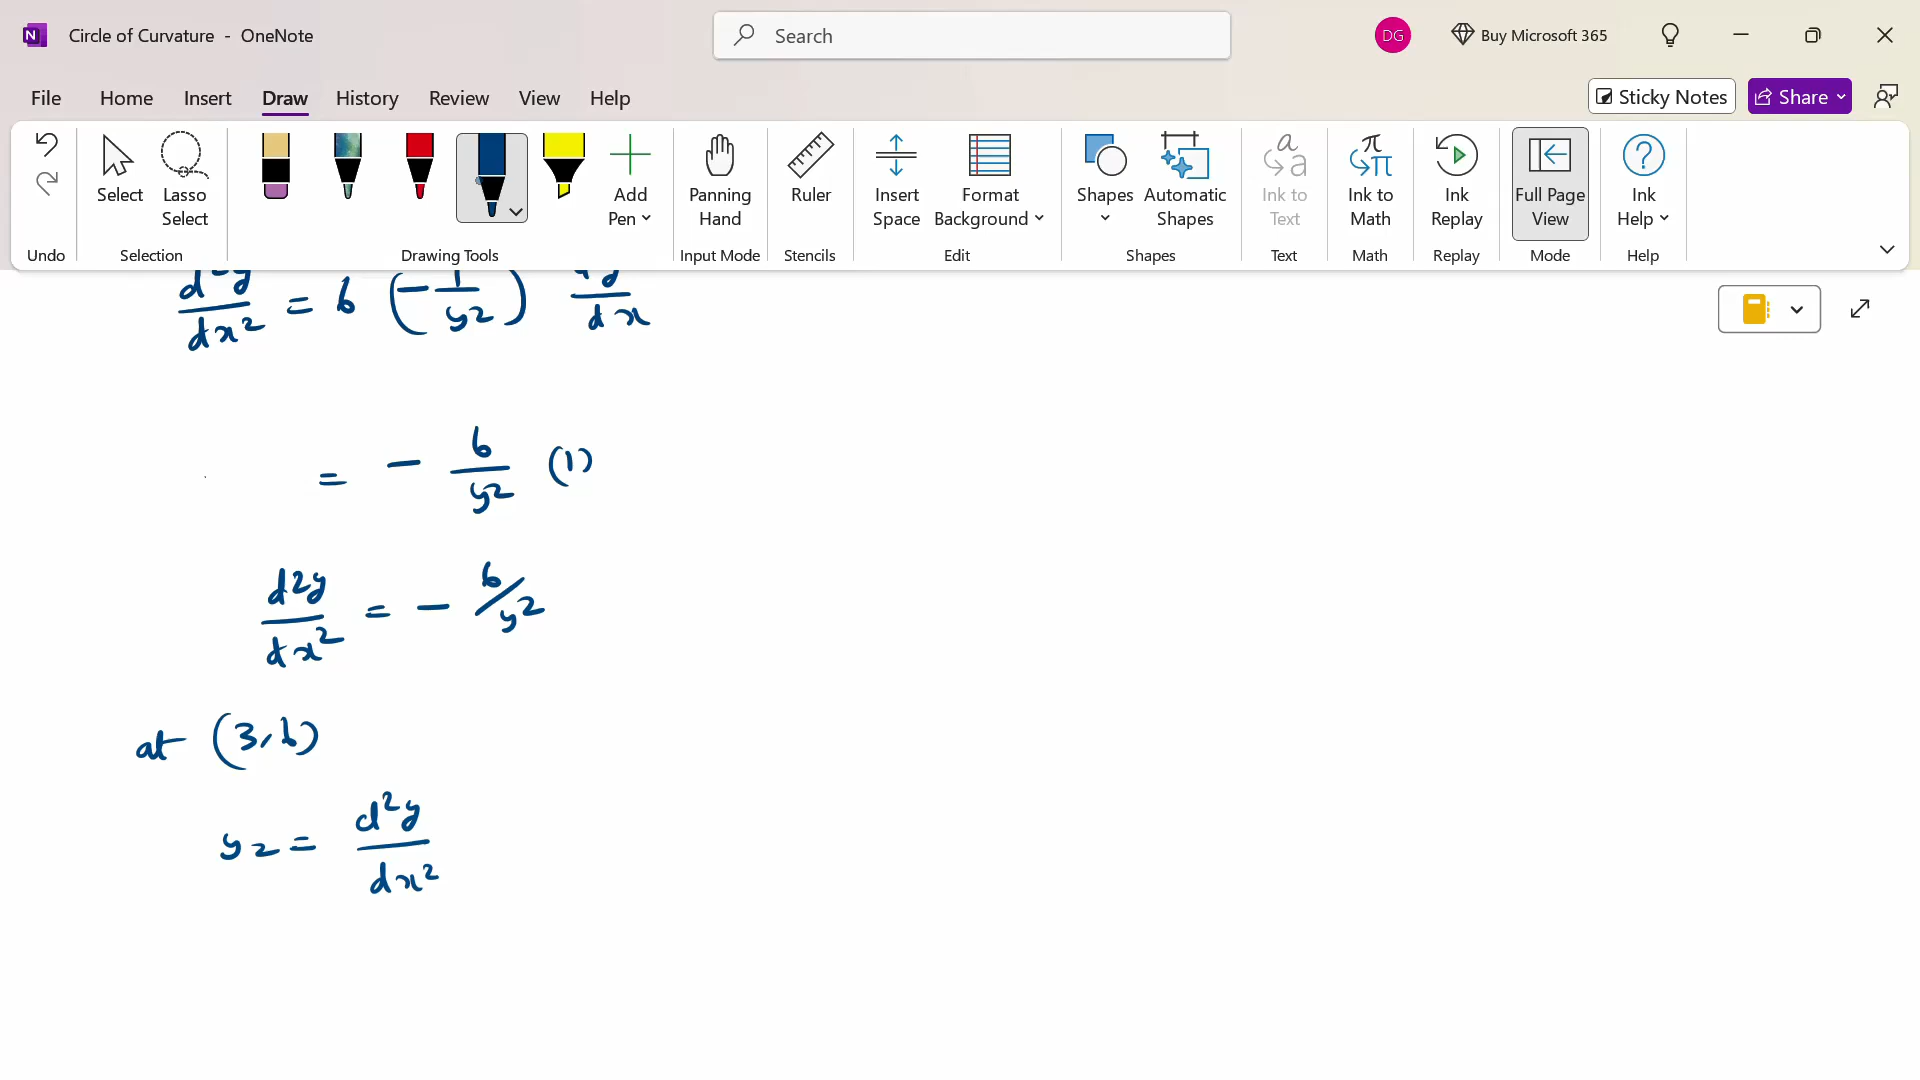 Circle of Curvature - OneNote
Search
DG
Buy Microsoft 365
File Home Insert Draw History Review View Help
Sticky Notes
Share
Select
Lasso Select
Add Pen
Panning Hand
Ruler
Insert Space
Format Background
Shapes
Automatic Shapes
Ink to Text
Ink to Math
Ink Replay
Full Page View
Ink Help
Undo Selection Drawing Tools Input Mode Stencils Edit Shapes Text Math Replay Mode Help
d²y/dx² = 6 (-1/y²) dy/dx
= - 6/y² (1)
d²y/dx² = - 6/y²
at (3, 6)
y₂ = d²y/dx²